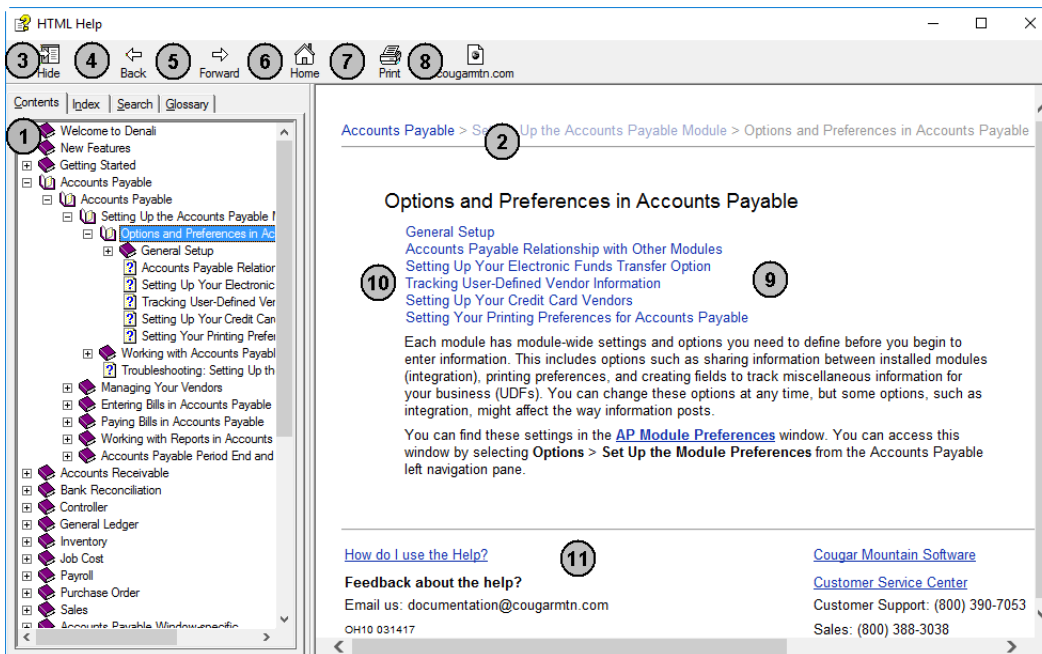 HTML Help
3 Hide 4 Back 5 Forward 6 Home 7 Print 8 cougarmtn.com
Contents Index Search Glossary
1
Welcome to Denali
New Features
Getting Started
Accounts Payable
Accounts Payable
Setting Up the Accounts Payable
Options and Preferences in Ac
General Setup
Accounts Payable Relation
Setting Up Your Electronic
Tracking User-Defined Ver
Setting Up Your Credit Can
Setting Your Printing Prefer
Working with Accounts Payabl
Troubleshooting: Setting Up th
Managing Your Vendors
Entering Bills in Accounts Payable
Paying Bills in Accounts Payable
Working with Reports in Accounts
Accounts Payable Period End and
Accounts Receivable
Bank Reconciliation
Controller
General Ledger
Inventory
Job Cost
Payroll
Purchase Order
Sales
Accounts Payable Window-specific
Accounts Payable > Se 2 Up the Accounts Payable Module > Options and Preferences in Accounts Payable
Options and Preferences in Accounts Payable
General Setup
Accounts Payable Relationship with Other Modules
Setting Up Your Electronic Funds Transfer Option
10 Tracking User-Defined Vendor Information 9
Setting Up Your Credit Card Vendors
Setting Your Printing Preferences for Accounts Payable
Each module has module-wide settings and options you need to define before you begin to
enter information. This includes options such as sharing information between installed modules
(integration), printing preferences, and creating fields to track miscellaneous information for
your business (UDFs). You can change these options at any time, but some options, such as
integration, might affect the way information posts.
You can find these settings in the AP Module Preferences window. You can access this
window by selecting Options > Set Up the Module Preferences from the Accounts Payable
left navigation pane.
How do I use the Help? 11 Cougar Mountain Software
Feedback about the help? Customer Service Center
Email us: documentation@cougarmtn.com Customer Support: (800) 390-7053
OH10 031417 Sales: (800) 388-3038